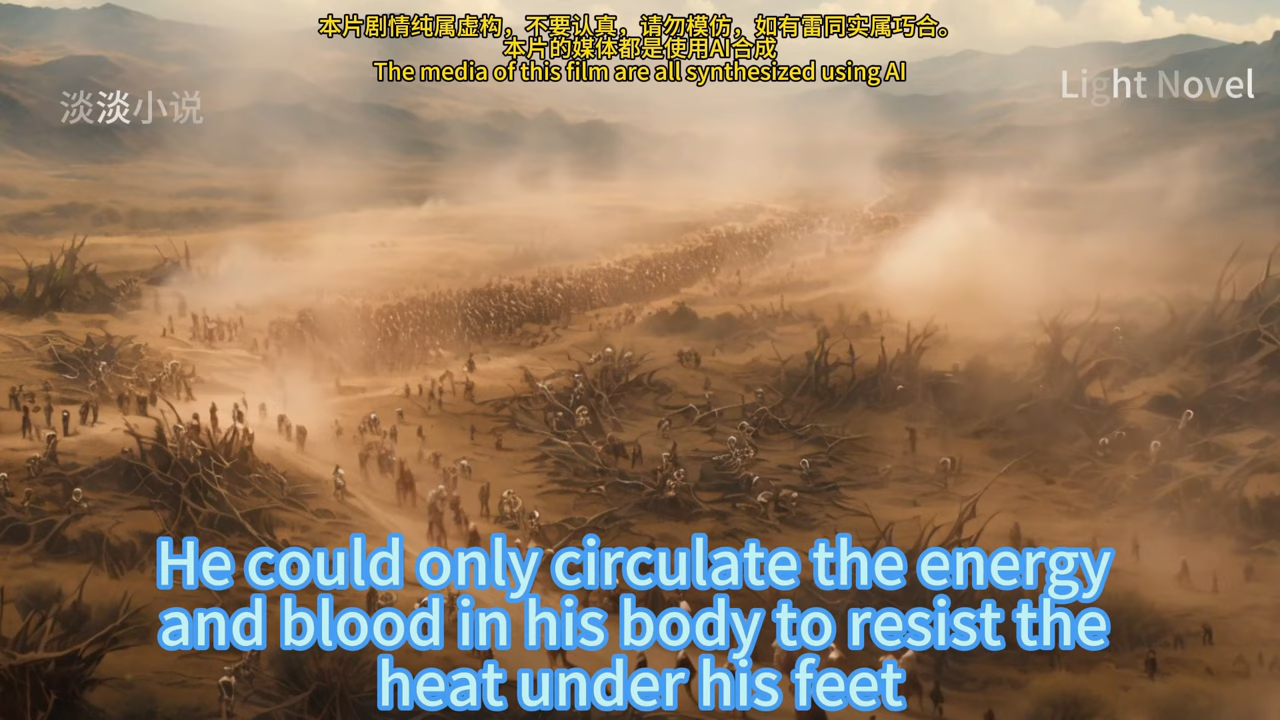 本片剧情纯属虚构，不要认真，请勿模仿，如有雷同实属巧合。
本片的媒体都是使用AI合成
The media of this film are all synthesized using AI
淡淡小说
Light Novel
He could only circulate the energy
and blood in his body to resist the
heat under his feet